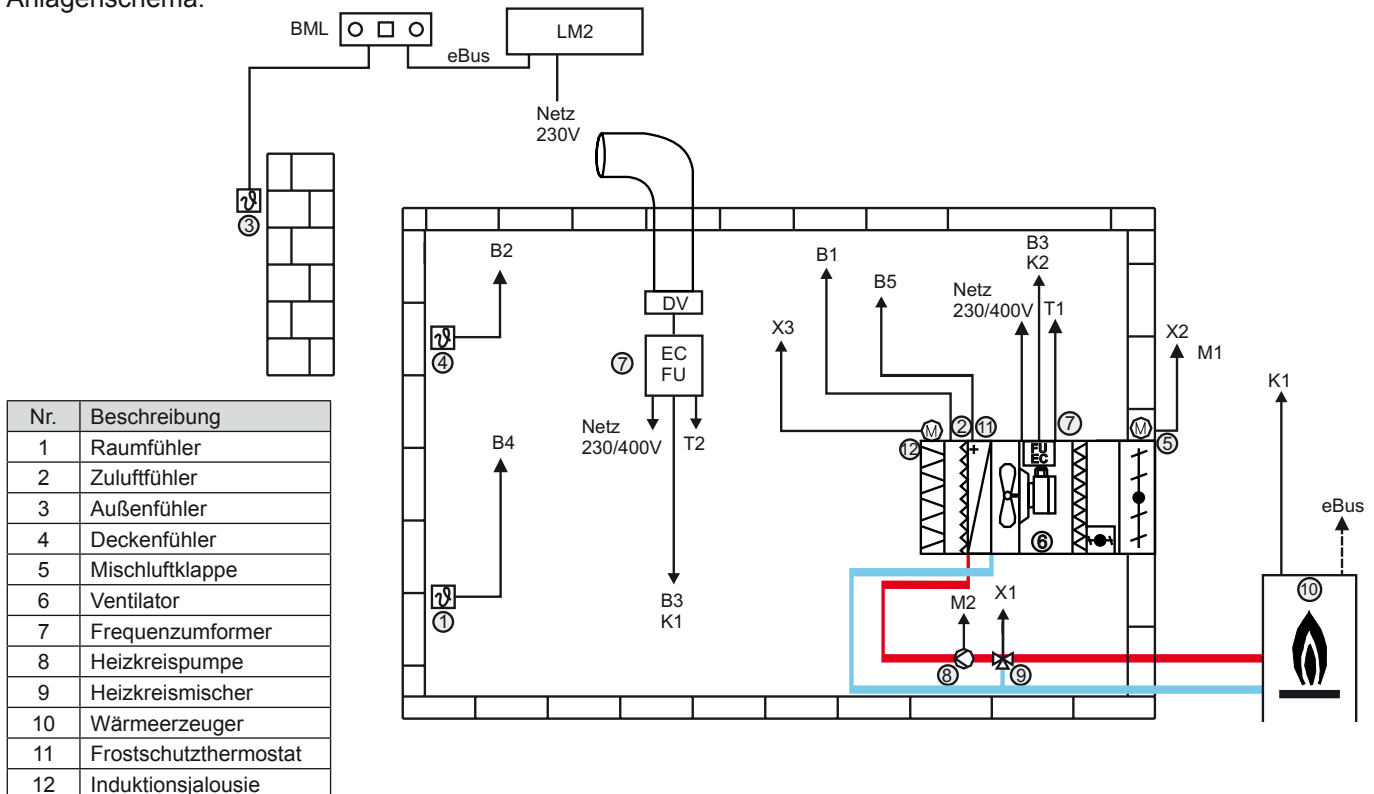 Anlagenschema:
BML
LM2
eBus
Netz
230V
3
B2
B1
B5
B3
K2
Netz
230/400V
T1
X3
X2
M1
DV
EC
FU
7
4
K1
Netz
230/400V
T2
B4
M
12
2
11
+
FU
EC
7
M
5
6
eBus
B3
K1
1
M2
X1
8
9
10
Nr. Beschreibung
1 Raumfühler
2 Zuluftfühler
3 Außenfühler
4 Deckenfühler
5 Mischluftklappe
6 Ventilator
7 Frequenzumformer
8 Heizkreispumpe
9 Heizkreismischer
10 Wärmeerzeuger
11 Frostschutzthermostat
12 Induktionsjalousie